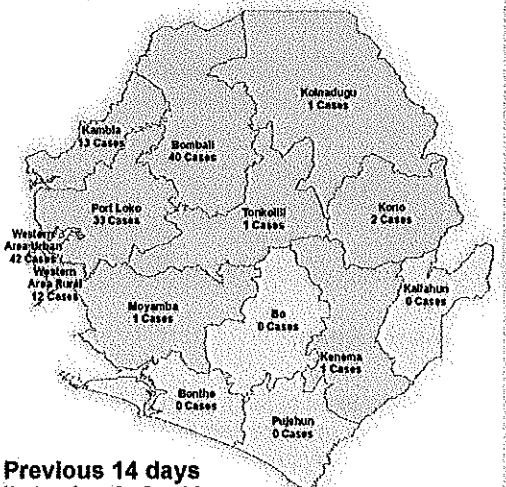 Koinadugu
1 Cases
Kambia
13 Cases
Bombali
40 Cases
Port Loko
33 Cases
Tonkolili
1 Cases
Kono
2 Cases
Western
Area Urban
42 Cases
Western
Area Rural
12 Cases
Kailahun
0 Cases
Moyamba
1 Cases
Bo
0 Cases
Kenema
1 Cases
Bonthe
0 Cases
Pujehun
0 Cases
Previous 14 days